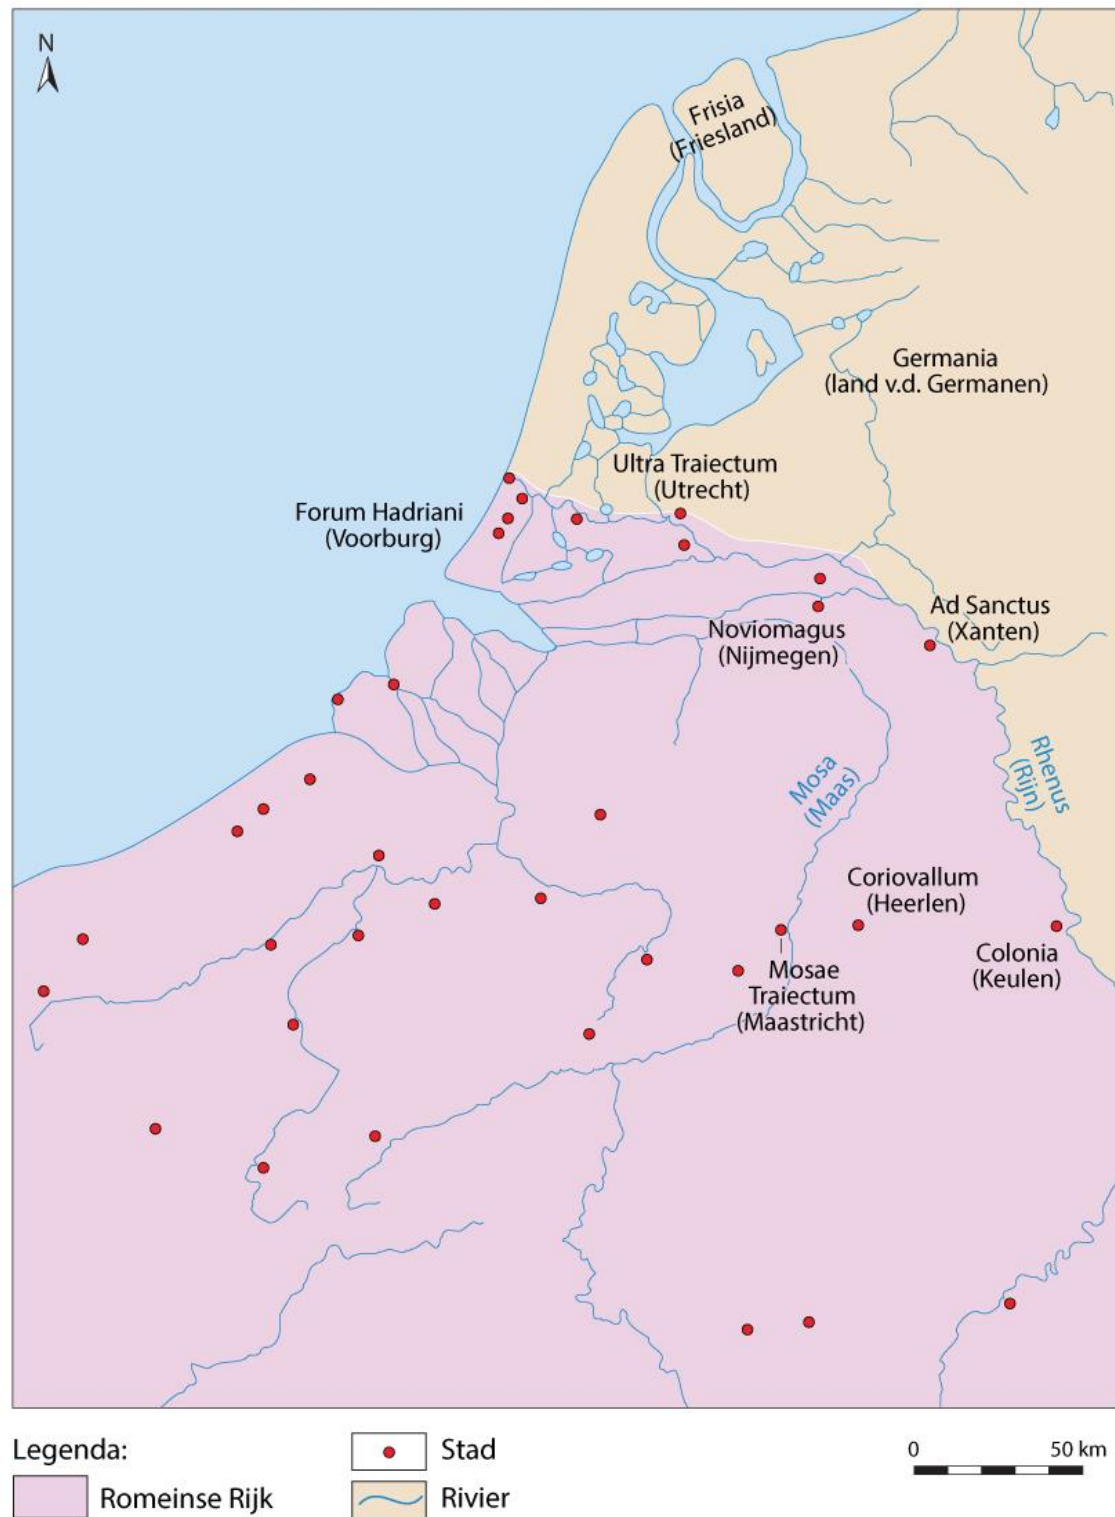 N
Frisia
(Friesland)
Germania
(land v.d. Germanen)
Ultra Traiectum
(Utrecht)
Forum Hadriani
(Voorburg)
Ad Sanctus
(Xanten)
Noviomagus
(Nijmegen)
Mosa
(Maas)
Rhenus
(Rijn)
Coriovallum
(Heerlen)
Colonia
(Keulen)
Mosae
Traiectum
(Maastricht)
Legenda:
Stad
0 50 km
Romeinse Rijk
Rivier